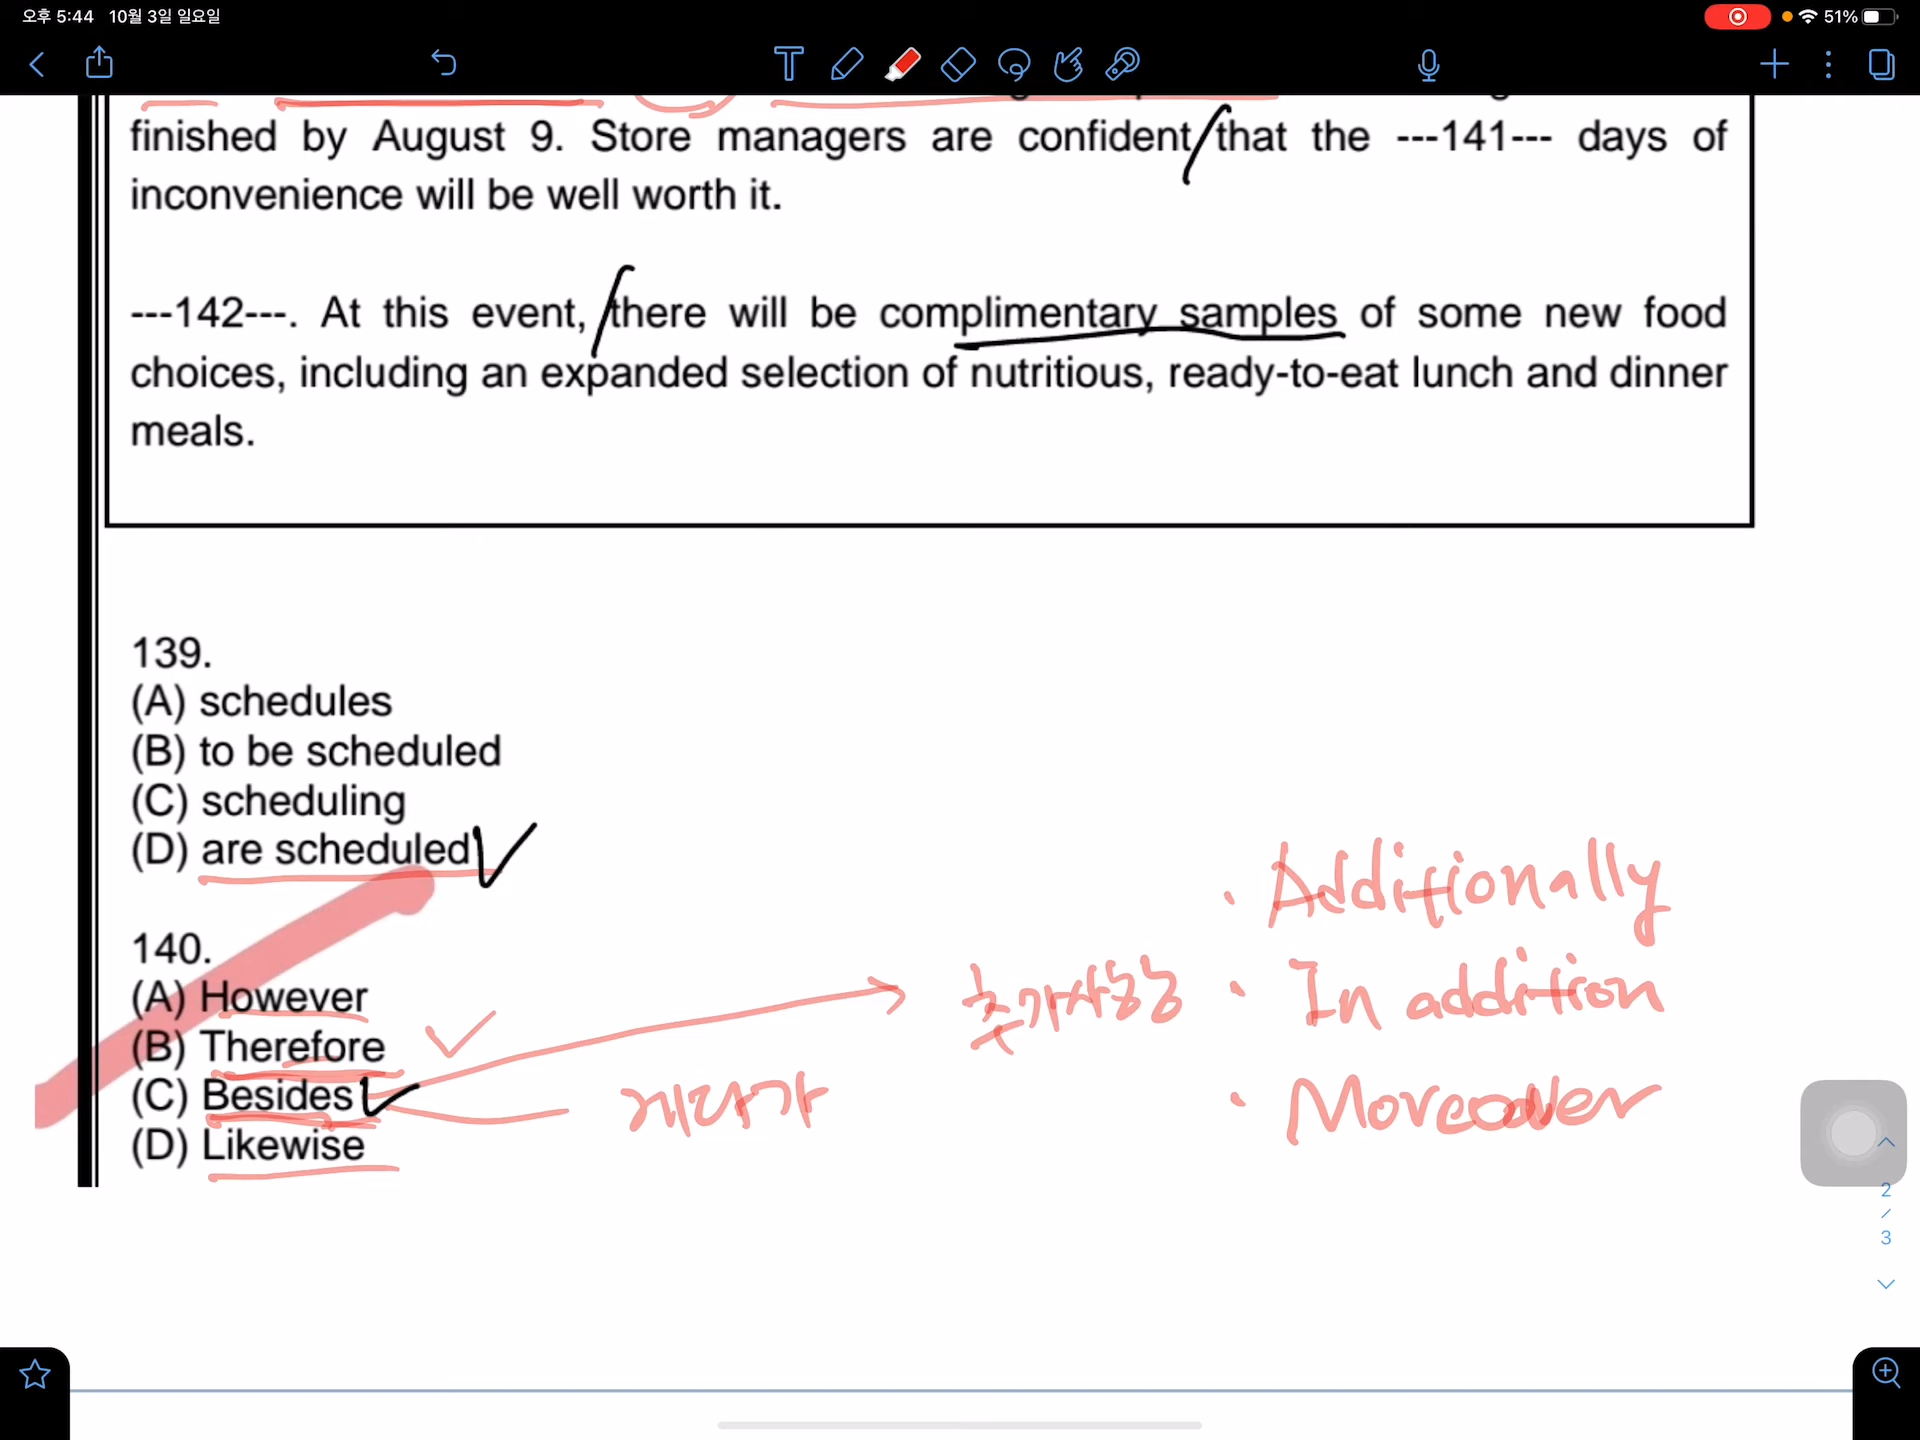 오후 5:44 10월 3일 일요일
51%
finished by August 9. Store managers are confident that the ---141--- days of
inconvenience will be well worth it.
---142---. At this event, there will be complimentary samples of some new food
choices, including an expanded selection of nutritious, ready-to-eat lunch and dinner
meals.
139.
(A) schedules
(B) to be scheduled
(C) scheduling
(D) are scheduled
140.
(A) However
(B) Therefore
(C) Besides
(D) Likewise
게다가
추가사항
· Additionally
· In addition
· Moreover
2
/
3